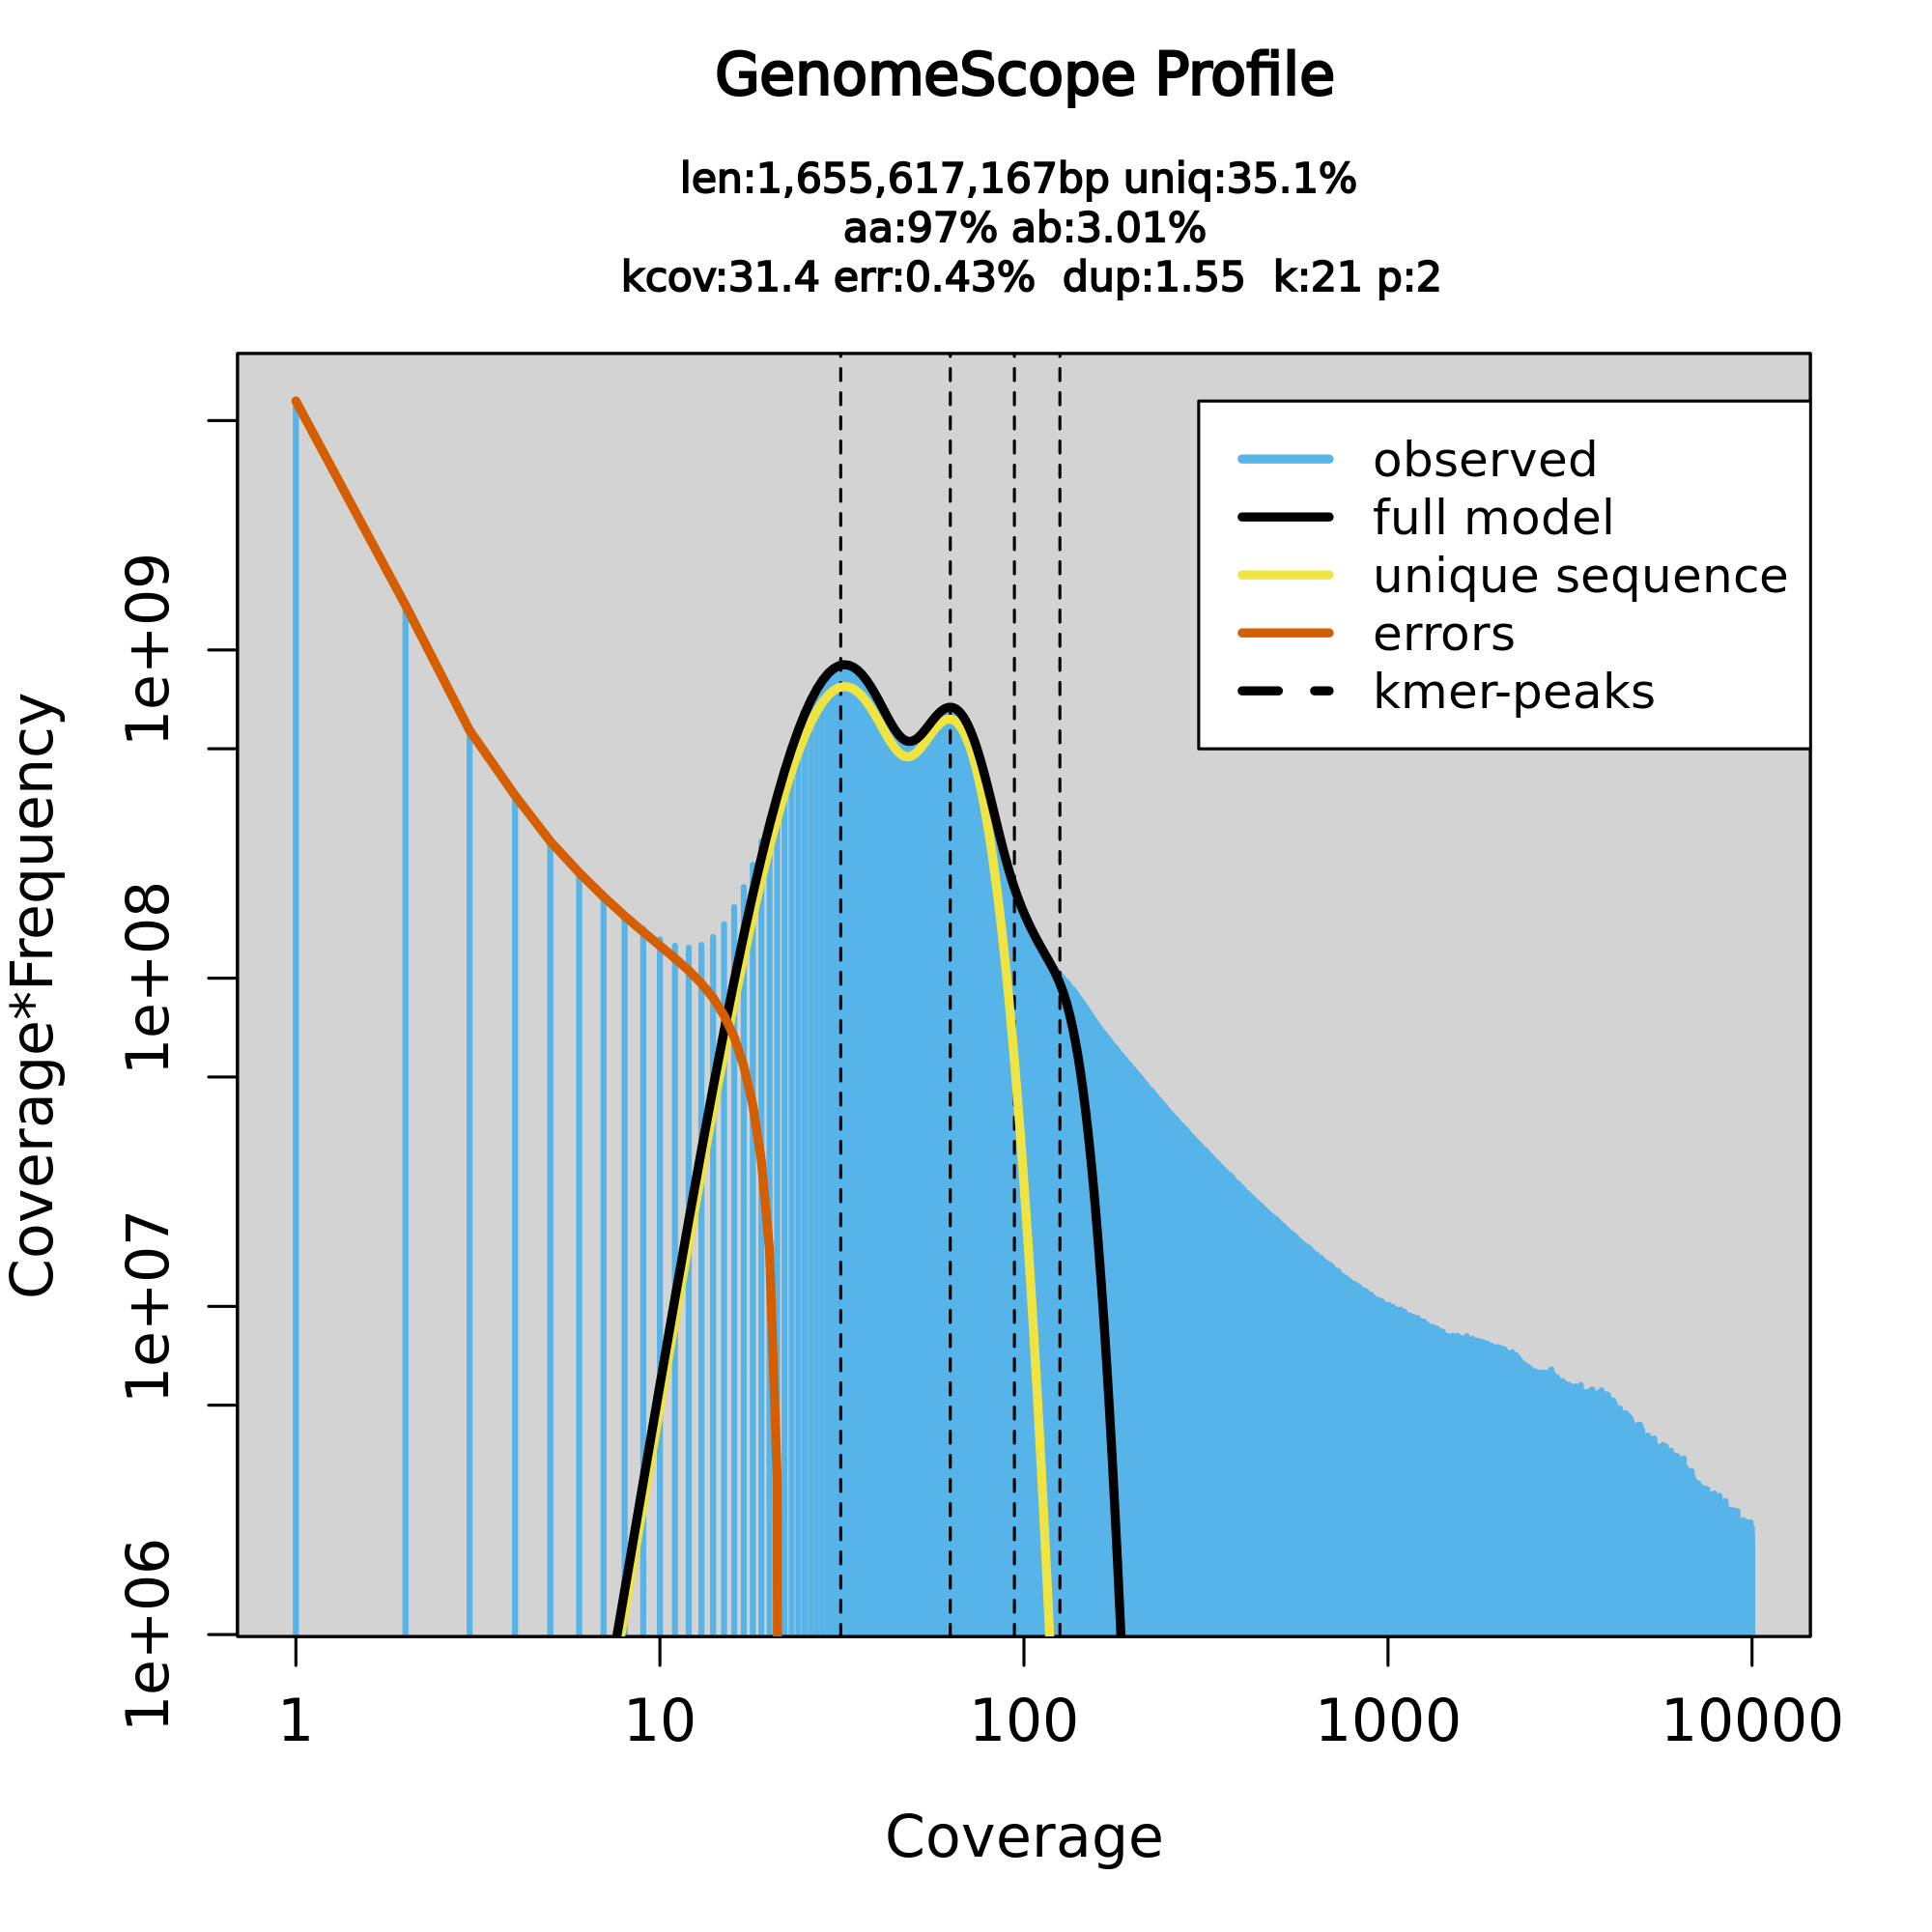 GenomeScope Profile
len:1,655,617,167bp uniq:35.1%
aa:97% ab:3.01%
kcov:31.4 err:0.43% dup:1.55 k:21 p:2
observed
full model
unique sequence
errors
kmer-peaks
Coverage*Frequency
1e+09
1e+08
1e+07
1e+06
1
10
100
1000
10000
Coverage